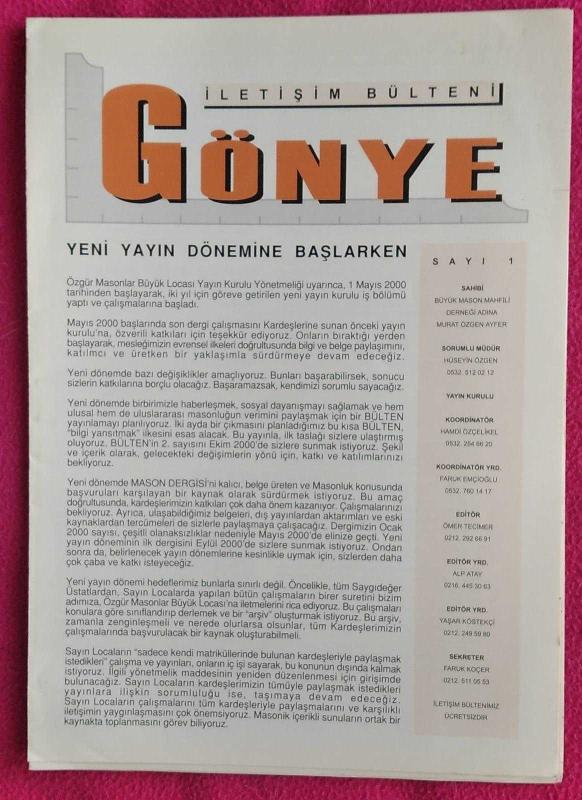 İLETİŞİM BÜLTENİ
GÖNYE
YENİ YAYIN DÖNEMİNE BAŞLARKEN
Özgür Masonlar Büyük Locası Yayın Kurulu Yönetmeliği uyarınca, 1 Mayıs 2000
tarihinden başlayarak, iki yıl için göreve getirilen yeni yayın kurulu iş bölümü
yaptı ve çalışmalarına başladı.
Mayıs 2000 başlarında son dergi çalışmasını Kardeşlerine sunan önceki yayın
kurulu'na, özverili katkıları için teşekkür ediyoruz. Onların bıraktığı yerden
başlayarak, mesleğimizin evrensel ilkeleri doğrultusunda bilgi ve belge paylaşımını,
katılımcı ve üretken bir yaklaşımla sürdürmeye devam edeceğiz.
Yeni dönemde bazı değişiklikler amaçlıyoruz. Bunları başarabilirsek, sonucu
sizlerin katkılarına borçlu olacağız. Başaramazsak, kendimizi sorumlu sayacağız.
Yeni dönemde birbirimizle haberleşmek, sosyal dayanışmayı sağlamak ve hem
ulusal hem de uluslararası masonluğun verimini paylaşmak için bir BÜLTEN
yayınlamayı planlıyoruz. İki ayda bir çıkmasını planladığımız bu kısa BÜLTEN,
“bilgi yansıtmak” ilkesini esas alacak. Bu yayınla, ilk taslağı sizlere ulaştırmış
oluyoruz. BÜLTEN'in 2. sayısını Ekim 2000'de sizlere sunmak istiyoruz. Şekil
ve içerik olarak, gelecekteki değişimlerin yönü için, katkı ve katılımlarınızı
bekliyoruz.
Yeni dönemde MASON DERGİSİ'ni kalıcı, belge üreten ve Masonluk konusunda
başvuruları karşılayan bir kaynak olarak sürdürmek istiyoruz. Bu amaç
doğrultusunda, kardeşlerimizin katkıları çok daha önem kazanıyor. Çalışmalarınızı
bekliyoruz. Ayrıca, ulaşabildiğimiz belgeleri, dış yayınlardan aktarımları ve eski
kaynaklardan tercümeleri de sizlerle paylaşmaya çalışacağız. Dergimizin Ocak
2000 sayısı, çeşitli olanaksızlıklar nedeniyle Mayıs 2000'de elinize geçti. Yeni
yayın döneminin ilk dergisini Eylül 2000'de sizlere sunmak istiyoruz. Ondan
sonra da, belirlenecek yayın dönemlerine kesinlikle uymak için, sizlerden daha
çok çaba ve katkı isteyeceğiz.
Yeni yayın dönemi hedeflerimiz bunlarla sınırlı değil. Öncelikle, tüm Saygıdeğer
Üstatlardan, Sayın Localarda yapılan bütün çalışmaların birer suretini bizim
adımıza, Özgür Masonlar Büyük Locası'na iletmelerini rica ediyoruz. Bu çalışmaları
konulara göre sınıflandırıp derlemek ve bir “arşiv” oluşturmak istiyoruz. Bu arşiv,
zamanla zenginleşmeli ve nerede olurlarsa olsunlar, tüm Kardeşlerimizin
çalışmalarında başvurulacak bir kaynak oluşturabilmeli.
Sayın Locaların “sadece kendi matriküllerinde bulunan kardeşleriyle paylaşmak
istedikleri” çalışma ve yayınları, onların iç işi sayarak, bu konunun dışında kalmak
istiyoruz. İlgili yönetmelik maddesinin yeniden düzenlenmesi için girişimde
bulunacağız. Sayın Locaların kardeşlerimizin tümüyle paylaşmak istedikleri
yayınlara ilişkin sorumluluğu ise, taşımaya devam edeceğiz.
Sayın Locaların çalışmalarını tüm kardeşleriyle paylaşmalarını ve karşılıklı
iletişimin yaygınlaşmasını çok önemsiyoruz. Masonik içerikli sunuların ortak bir
kaynakta toplanmasını görev biliyoruz.
SAYI 1
SAHİBİ
BÜYÜK MASON MAHFİLİ
DERNEĞİ ADINA
MURAT ÖZGEN AYFER
SORUMLU MÜDÜR
HÜSEYİN ÖZGEN
0532. 512 02 12
YAYIN KURULU
KOORDİNATÖR
HAMDİ ÖZÇELKEL
0532. 254 66 20
KOORDİNATÖR YRD.
FARUK EMÇİOĞLU
0532. 760 14 17
EDİTÖR
ÖMER TECİMER
0212. 292 66 91
EDİTÖR YRD.
ALP ATAY
0216. 445 30 63
EDİTÖR YRD.
YAŞAR KÖSTEKÇİ
0212. 249 59 80
SEKRETER
FARUK KOÇER
0212. 511 05 53
İLETİŞİM BÜLTENİMİZ
ÜCRETSİZDİR